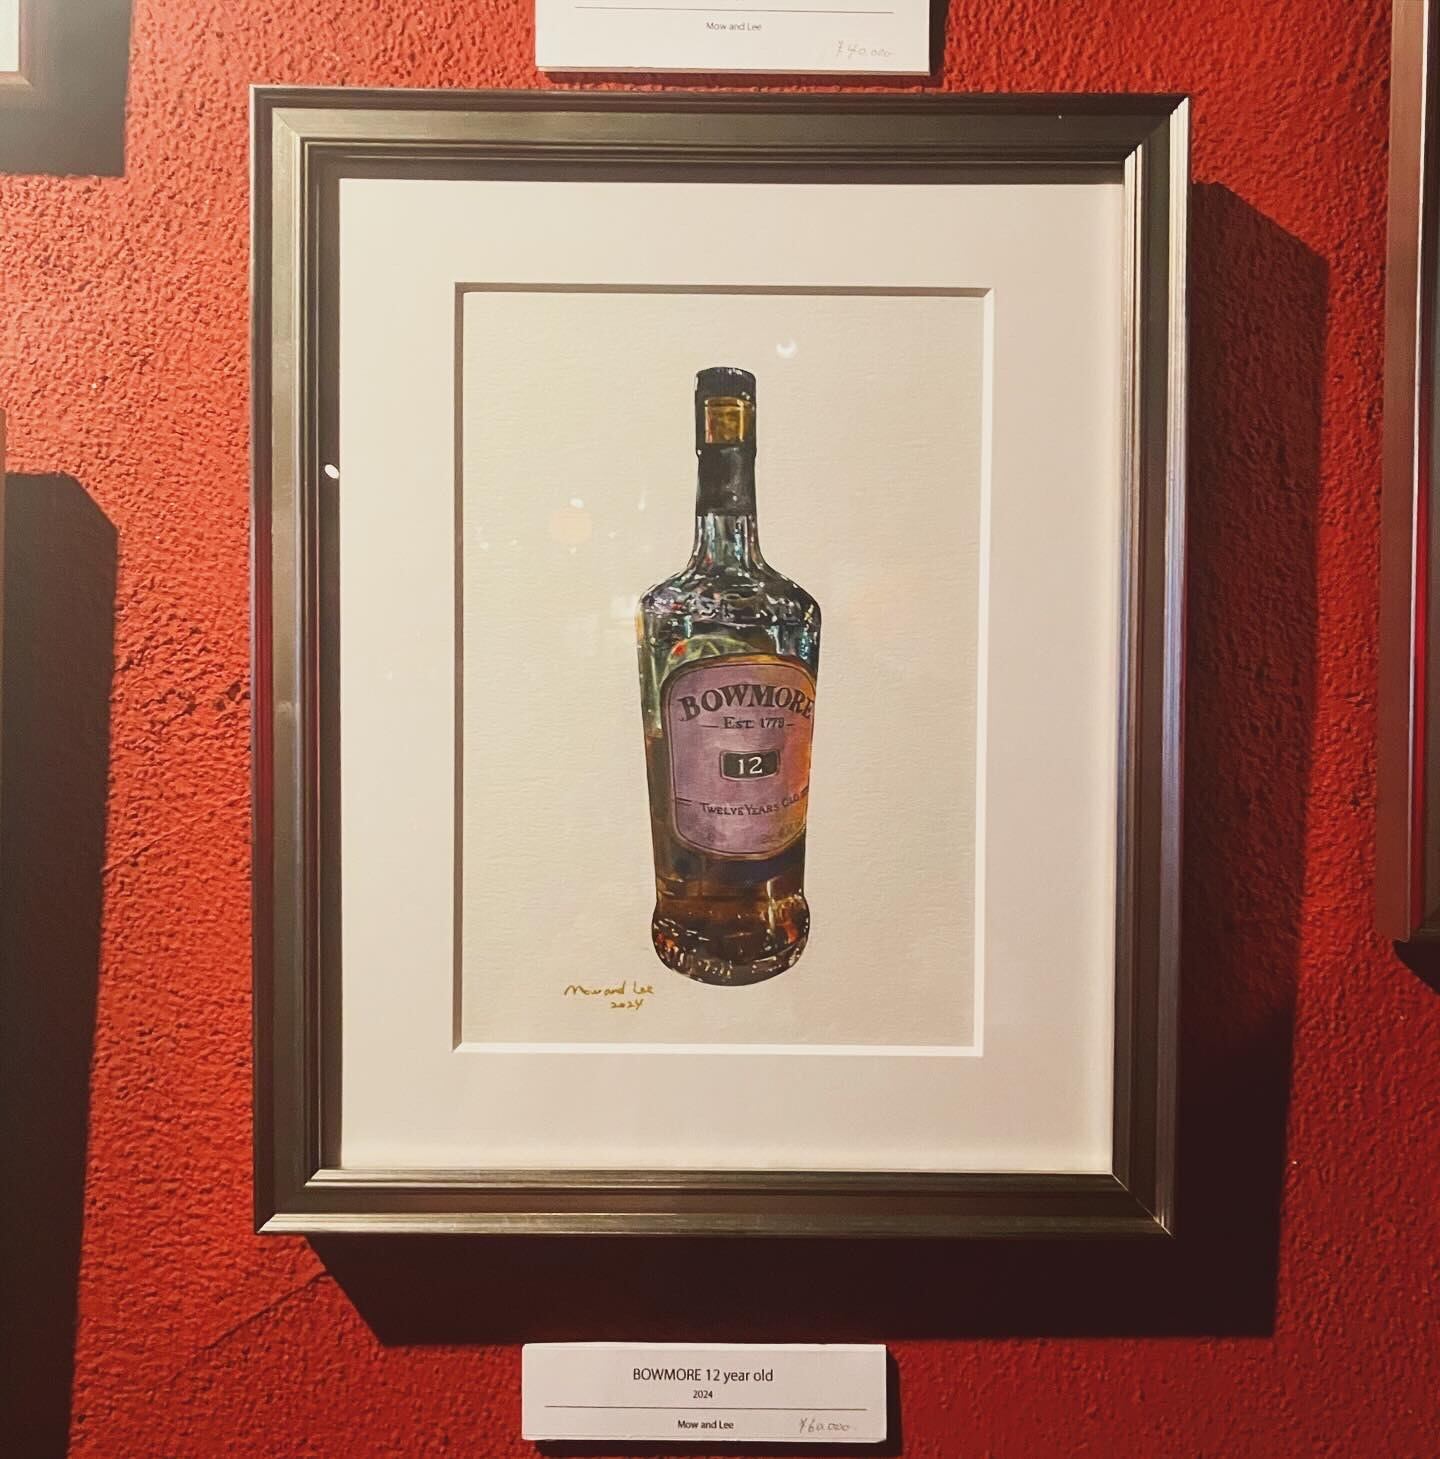 Mow and Lee
¥40.000-
BOWMORE
EST. 1779
12
TWELVE YEARS OLD
Mow and Lee
2024
BOWMORE 12 year old
2024
Mow and Lee
¥60.000-